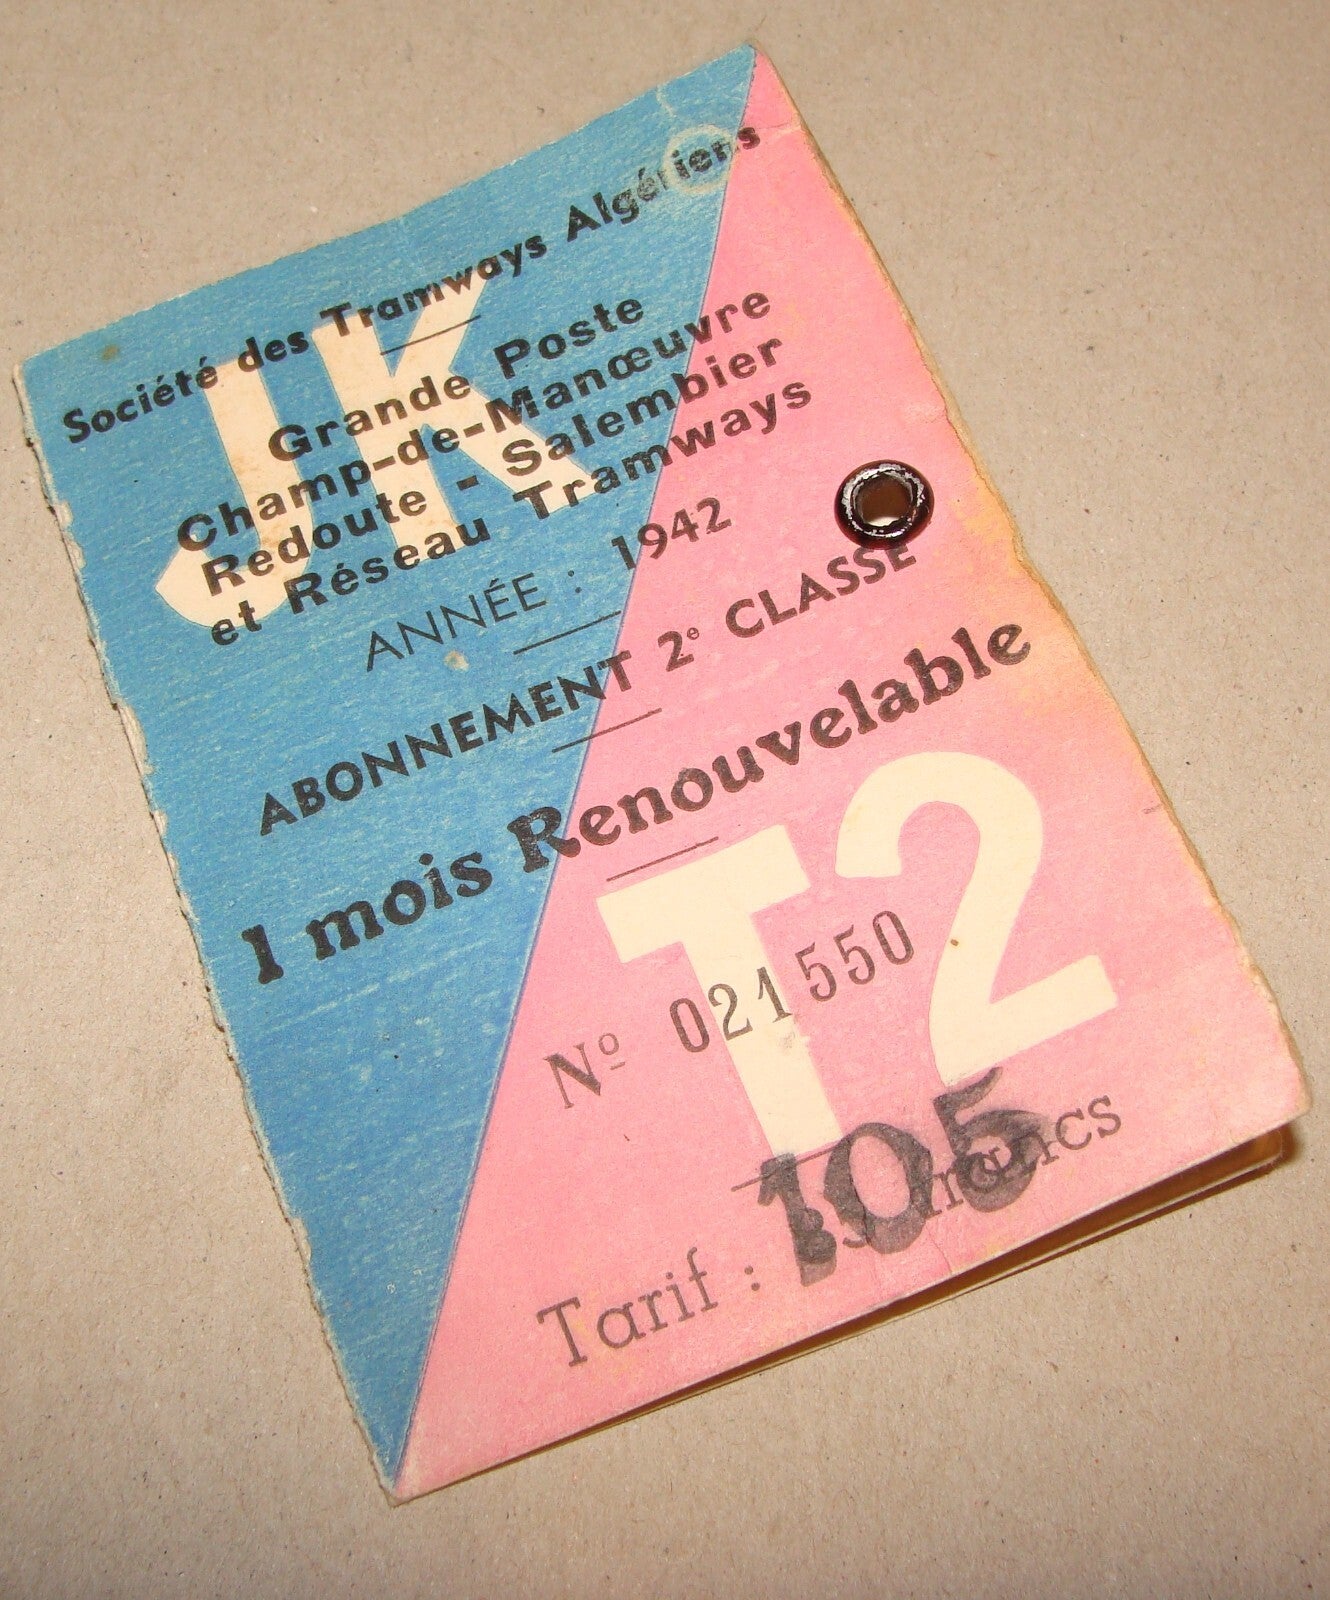 Société des Tramways Algériens
JK
Grande Poste
Champ-de-Manœuvre
Redoute - Salembier
et Réseau Tramways
ANNÉE : 1942
ABONNEMENT 2e CLASSE
1 mois Renouvelable
T2
Nº 021550
Tarif : 105 francs